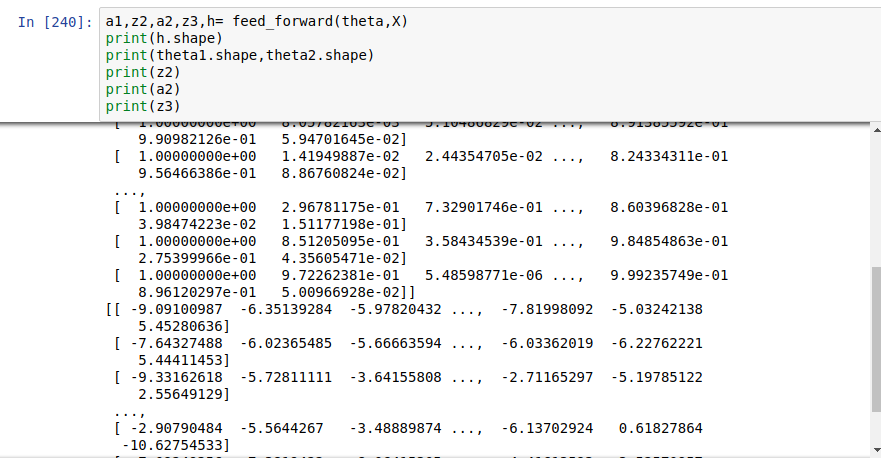 In [240]:
a1,z2,a2,z3,h= feed_forward(theta,X)
print(h.shape)
print(theta1.shape,theta2.shape)
print(z2)
print(a2)
print(z3)
9.90982126e-01 5.94701645e-02]
[ 1.00000000e+00 1.41949887e-02 2.44354705e-02 ..., 8.24334311e-01
9.56466386e-01 8.86760824e-02]
...,
[ 1.00000000e+00 2.96781175e-01 7.32901746e-01 ..., 8.60396828e-01
3.98474223e-02 1.51177198e-01]
[ 1.00000000e+00 8.51205095e-01 3.58434539e-01 ..., 9.84854863e-01
2.75399966e-01 4.35605471e-02]
[ 1.00000000e+00 9.72262381e-01 5.48598771e-06 ..., 9.99235749e-01
8.96120297e-01 5.00966928e-02]]
[[ -9.09100987 -6.35139284 -5.97820432 ..., -7.81998092 -5.03242138
5.45280636]
[ -7.64327488 -6.02365485 -5.66663594 ..., -6.03362019 -6.22762221
5.44411453]
[ -9.33162618 -5.72811111 -3.64155808 ..., -2.71165297 -5.19785122
2.55649129]
...,
[ -2.90790484 -5.5644267 -3.48889874 ..., -6.13702924 0.61827864
-10.62754533]